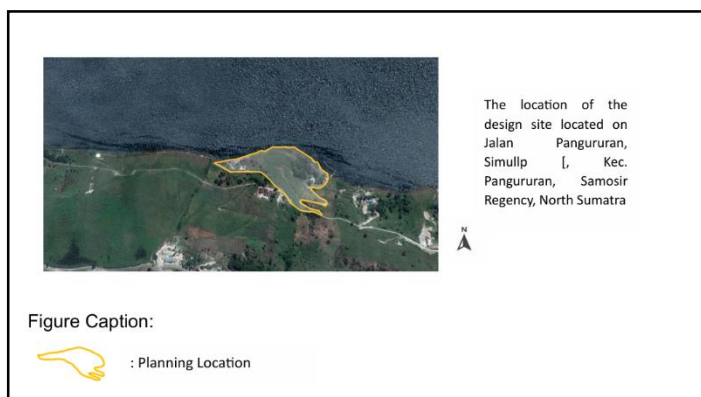 The location of the
design site located on
Jalan Pangururan,
Simullp [, Kec.
Pangururan, Samosir
Regency, North Sumatra
N
Figure Caption:
: Planning Location